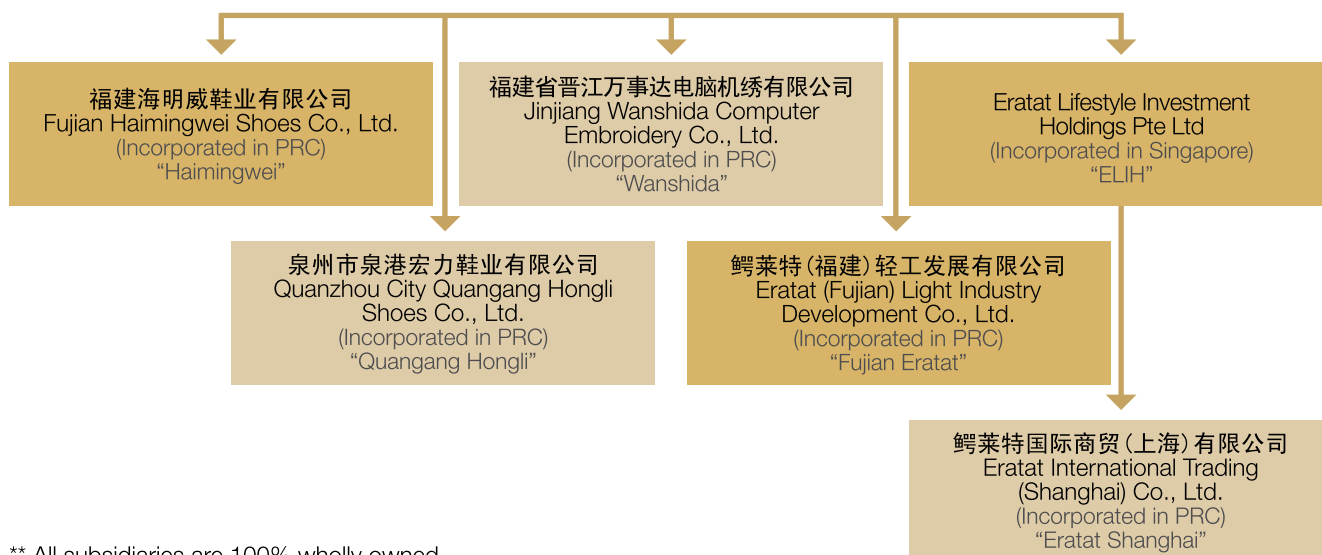 福建海明威鞋业有限公司
Fujian Haimingwei Shoes Co., Ltd.
(Incorporated in PRC)
“Haimingwei”
福建省晋江万事达电脑机绣有限公司
Jinjiang Wanshida Computer
Embroidery Co., Ltd.
(Incorporated in PRC)
“Wanshida”
Eratat Lifestyle Investment
Holdings Pte Ltd
(Incorporated in Singapore)
“ELIH”
泉州市泉港宏力鞋业有限公司
Quanzhou City Quangang Hongli
Shoes Co., Ltd.
(Incorporated in PRC)
“Quangang Hongli”
鳄莱特（福建）轻工发展有限公司
Eratat (Fujian) Light Industry
Development Co., Ltd.
(Incorporated in PRC)
“Fujian Eratat”
鳄莱特国际商贸（上海）有限公司
Eratat International Trading
(Shanghai) Co., Ltd.
(Incorporated in PRC)
“Eratat Shanghai”
** All subsidiaries are 100% wholly owned